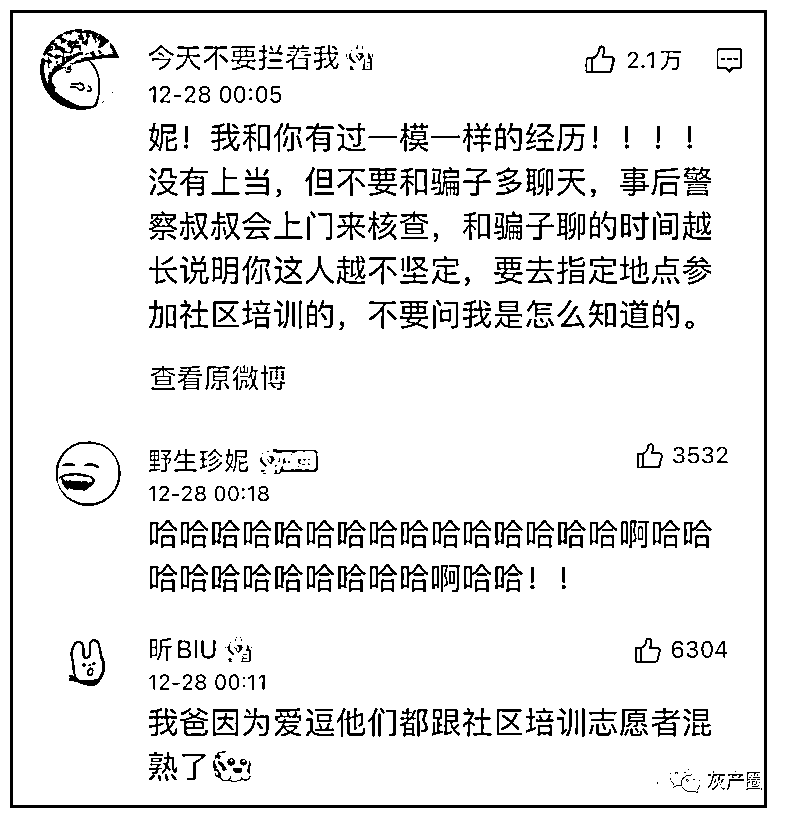 今天不要拦着我
2.1万
12-28 00:05
妮！我和你有过一模一样的经历！！！！
没有上当，但不要和骗子多聊天，事后警
察叔叔会上门来核查，和骗子聊的时间越
长说明你这人越不坚定，要去指定地点参
加社区培训的，不要问我是怎么知道的。
查看原微博
野生珍妮
3532
12-28 00:18
哈哈哈哈哈哈哈哈哈哈哈哈哈哈哈啊哈哈
哈哈哈哈哈哈哈哈哈啊哈哈！！
昕BIU
6304
12-28 00:11
我爸因为爱逗他们都跟社区培训志愿者混
熟了
灰产圈